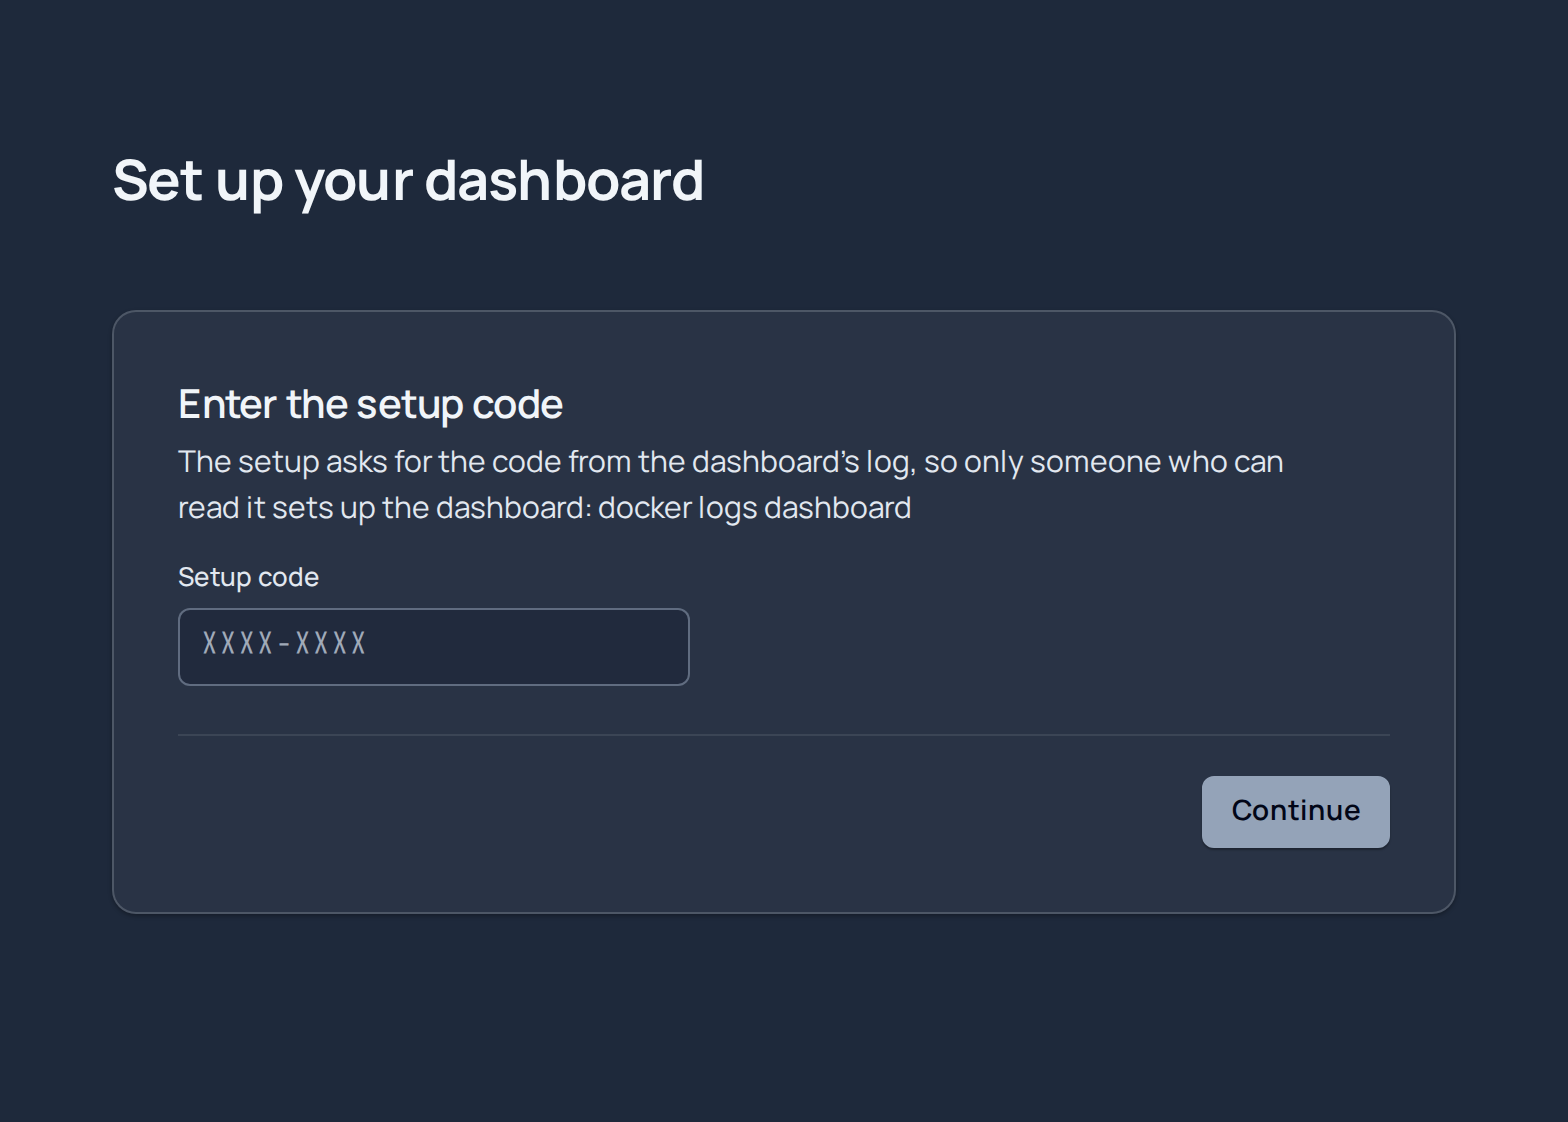 Set up your dashboard
Enter the setup code
The setup asks for the code from the dashboard’s log, so only someone who can
read it sets up the dashboard: docker logs dashboard
Setup code
XXXX-XXXX
Continue